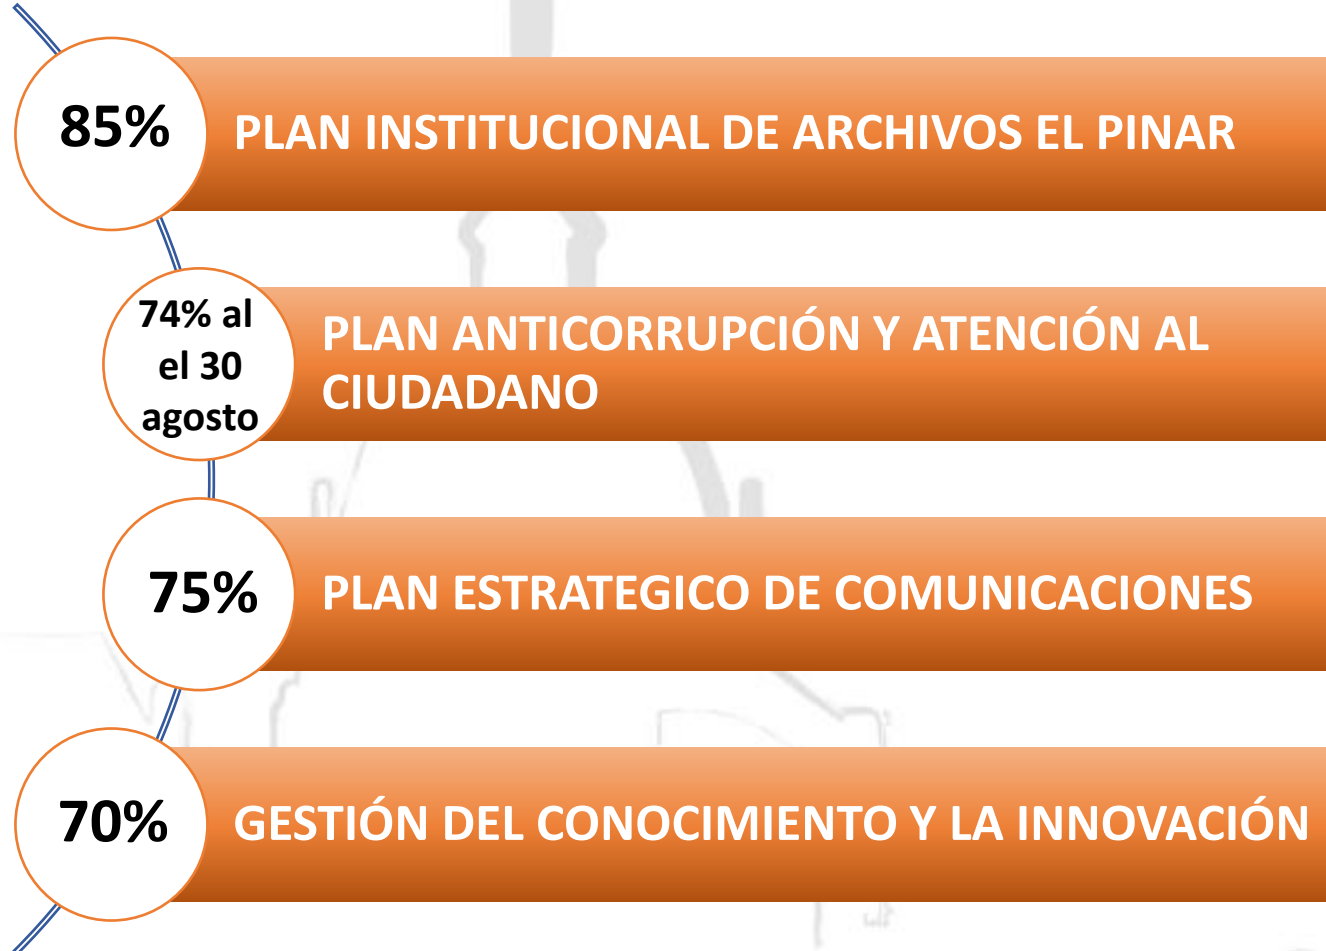 85%
PLAN INSTITUCIONAL DE ARCHIVOS EL PINAR
74% al
el 30
agosto
PLAN ANTICORRUPCIÓN Y ATENCIÓN AL
CIUDADANO
75%
PLAN ESTRATEGICO DE COMUNICACIONES
70%
GESTIÓN DEL CONOCIMIENTO Y LA INNOVACIÓN